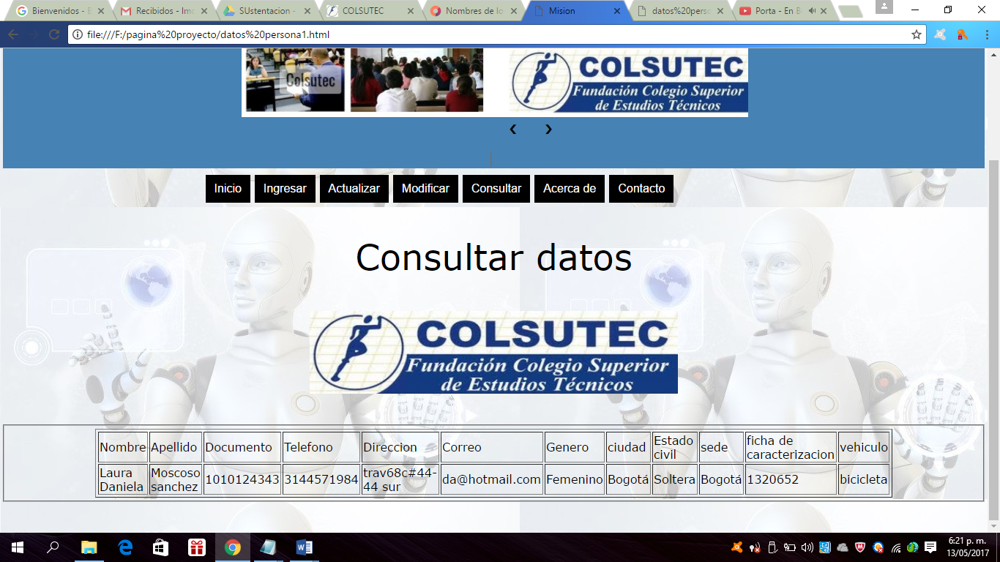 Bienvenidos - E
Recibidos - Imc
SUstentacion -
COLSUTEC
Nombres de lo
Mision
datos%20perso
Porta - En B
file:///F:/pagina%20proyecto/datos%20persona1.html
Colsutec
COLSUTEC
Fundación Colegio Superior
de Estudios Técnicos
‹ ›
Inicio Ingresar Actualizar Modificar Consultar Acerca de Contacto
Consultar datos
COLSUTEC
Fundación Colegio Superior
de Estudios Técnicos
Nombre Apellido Documento Telefono Direccion Correo Genero ciudad Estado civil sede ficha de caracterizacion vehiculo
Laura Daniela Moscoso sanchez 1010124343 3144571984 trav68c#44-44 sur da@hotmail.com Femenino Bogotá Soltera Bogotá 1320652 bicicleta
6:21 p. m.
13/05/2017